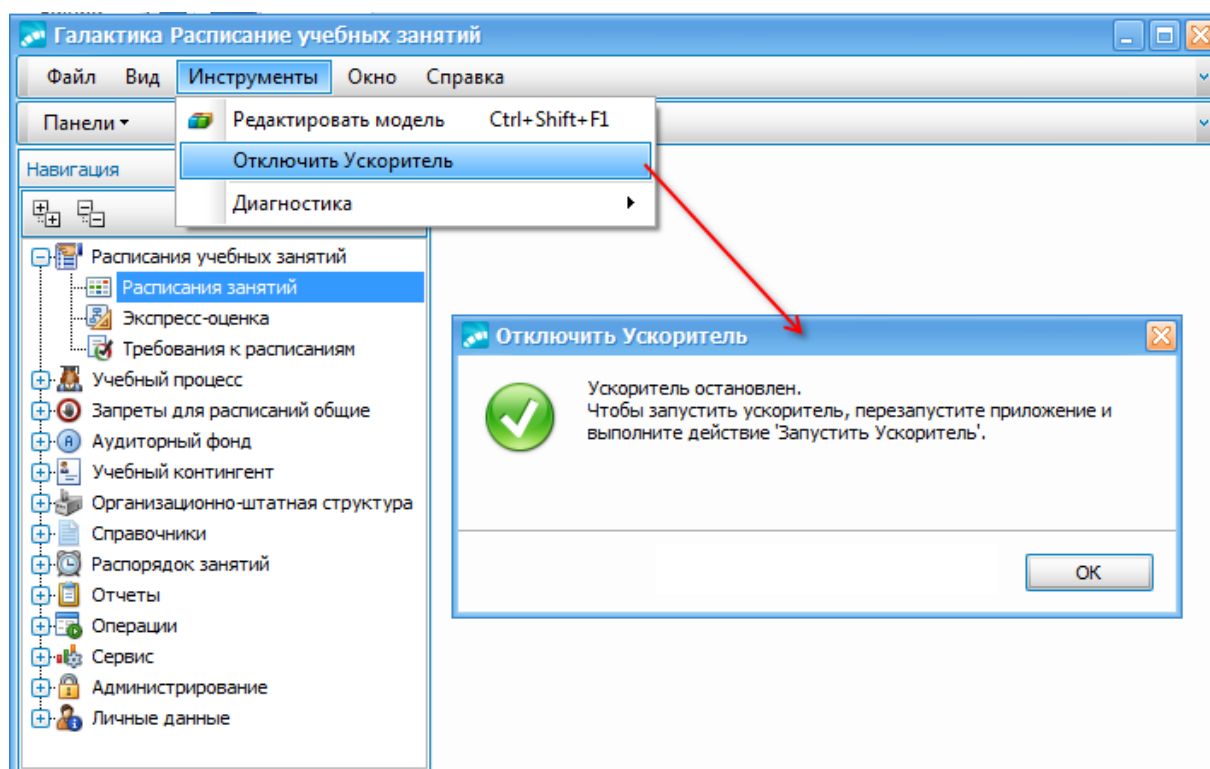 Галактика Расписание учебных занятий
Файл Вид Инструменты Окно Справка
Панели
Редактировать модель Ctrl+Shift+F1
Отключить Ускоритель
Диагностика
Навигация
Расписания учебных занятий
Расписания занятий
Экспресс-оценка
Требования к расписаниям
Учебный процесс
Запреты для расписаний общие
Аудиторный фонд
Учебный контингент
Организационно-штатная структура
Справочники
Распорядок занятий
Отчеты
Операции
Сервис
Администрирование
Личные данные
Отключить Ускоритель
Ускоритель остановлен.
Чтобы запустить ускоритель, перезапустите приложение и
выполните действие 'Запустить Ускоритель'.
ОК